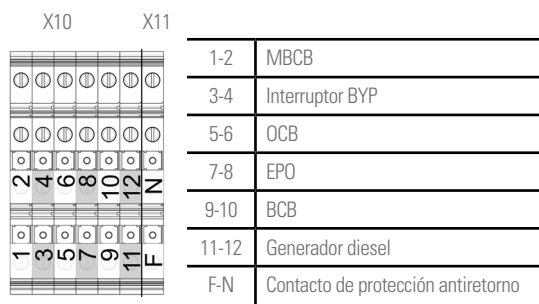 X10 X11
1-2 MBCB
3-4 Interruptor BYP
5-6 OCB
7-8 EPO
9-10 BCB
11-12 Generador diesel
F-N Contacto de protección antiretorno
2 4 6 8 10 12 N
1 3 5 7 9 11 F